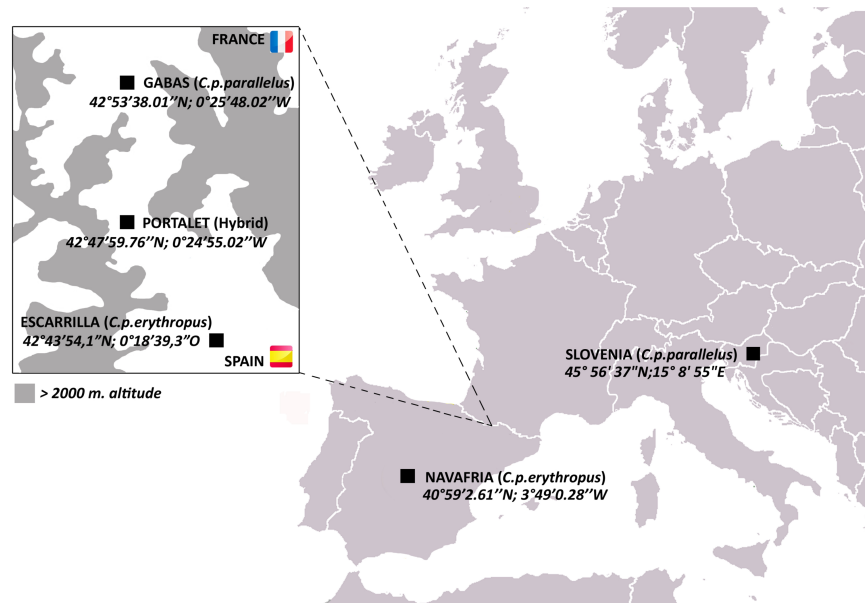 FRANCE
GABAS (C.p.parallelus)
42°53’38.01’’N; 0°25’48.02’’W
PORTALET (Hybrid)
42°47’59.76’’N; 0°24’55.02’’W
ESCARRILLA (C.p.erythropus)
42°43’54,1”N; 0°18’39,3”O
SPAIN
> 2000 m. altitude
SLOVENIA (C.p.parallelus)
45° 56' 37"N;15° 8' 55"E
NAVAFRIA (C.p.erythropus)
40°59’2.61’’N; 3°49’0.28’’W